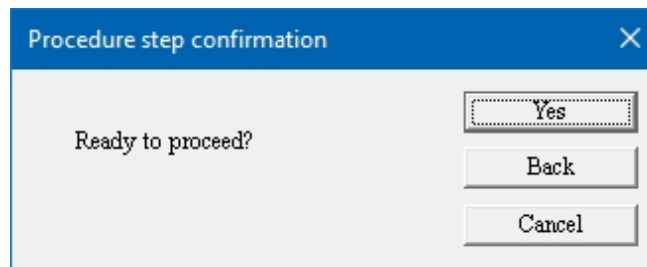 Procedure step confirmation
Ready to proceed?
Yes
Back
Cancel